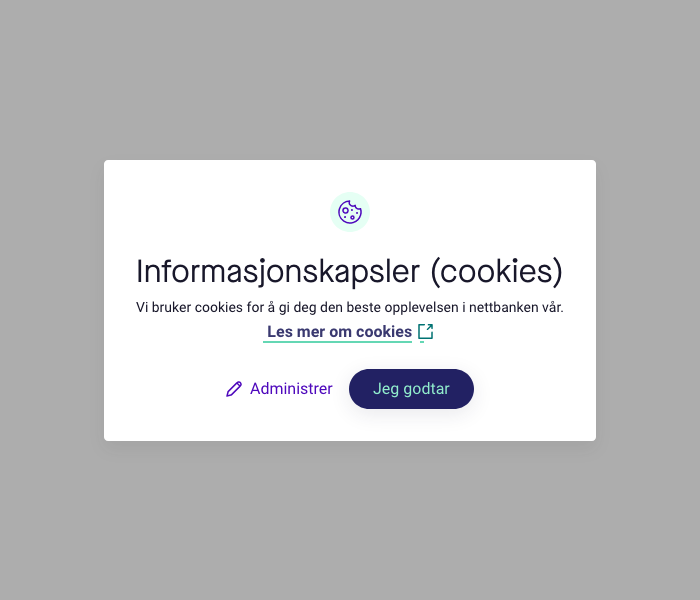 Informasjonskapsler (cookies)
Vi bruker cookies for å gi deg den beste opplevelsen i nettbanken vår.
Les mer om cookies
Administrer
Jeg godtar